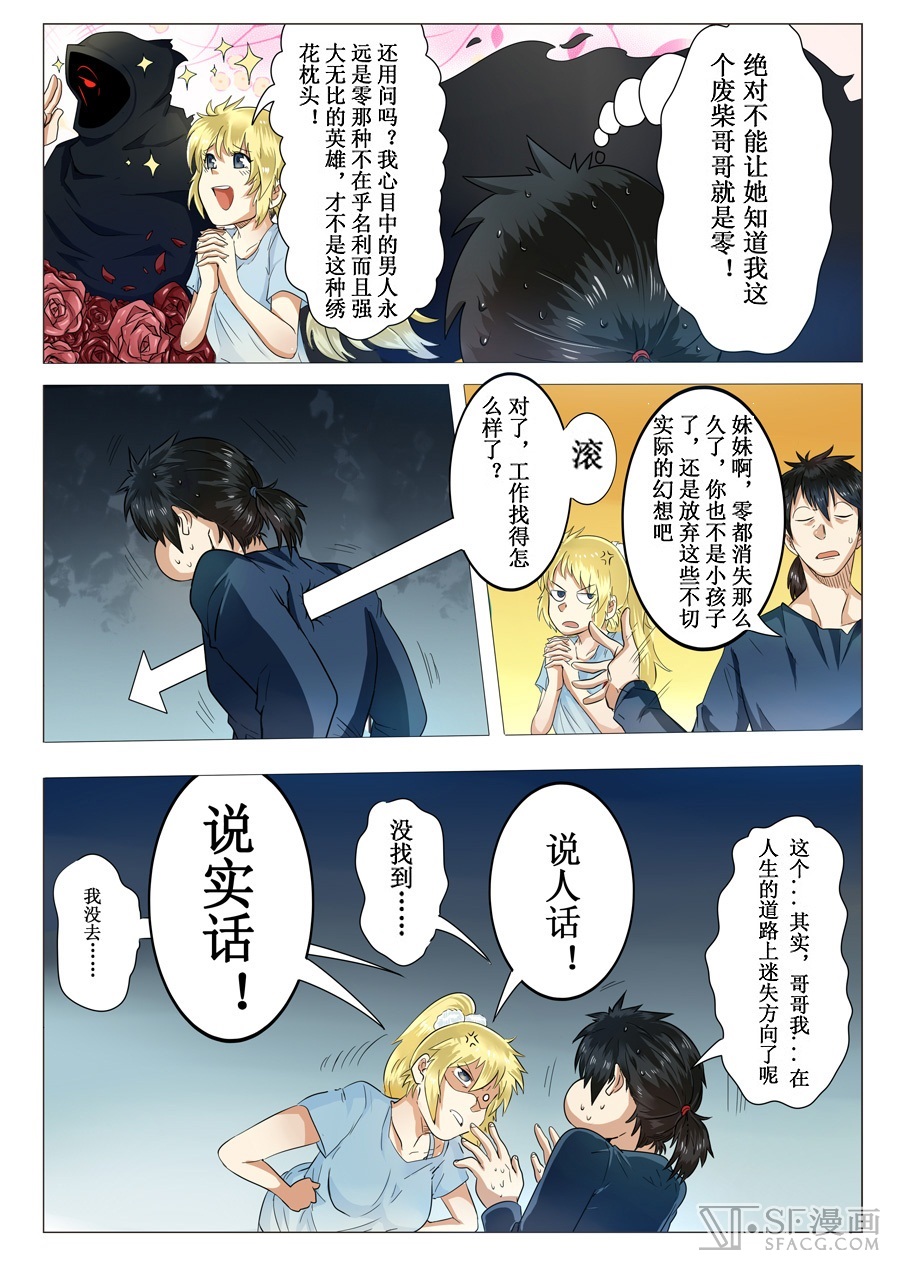 绝对不能让她知道我这
个废柴哥哥就是零！
还用问吗？我心目中的男人永
远是零那种不在乎名利而且强
大无比的英雄，才不是这种绣
花枕头！
妹妹啊，零都消失那么
久了，你也不是小孩子
了，还是放弃这些不切
实际的幻想吧
滚
对了，工作找得怎
么样了？
这个...其实，哥哥我...在
人生的道路上迷失方向了呢
说人话！
没找到……
说实话！
我没去……
SF漫画
SFACG.COM